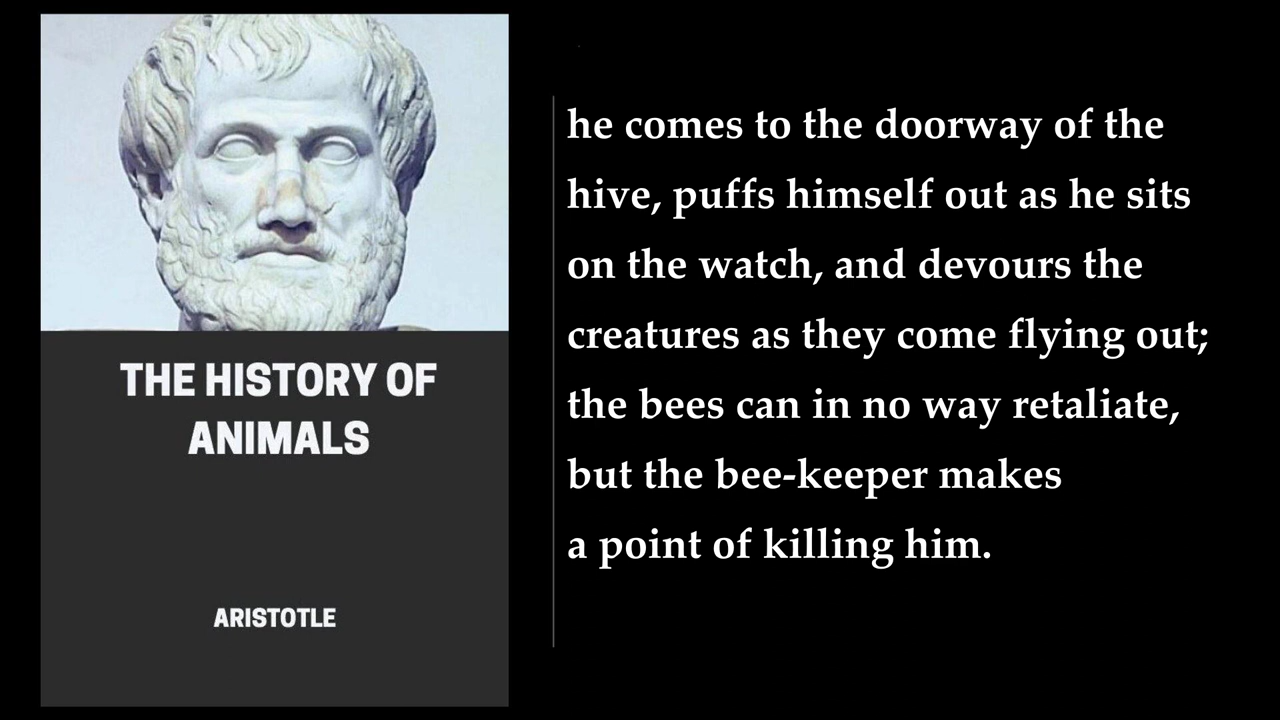 THE HISTORY OF
ANIMALS
ARISTOTLE
he comes to the doorway of the
hive, puffs himself out as he sits
on the watch, and devours the
creatures as they come flying out;
the bees can in no way retaliate,
but the bee-keeper makes
a point of killing him.